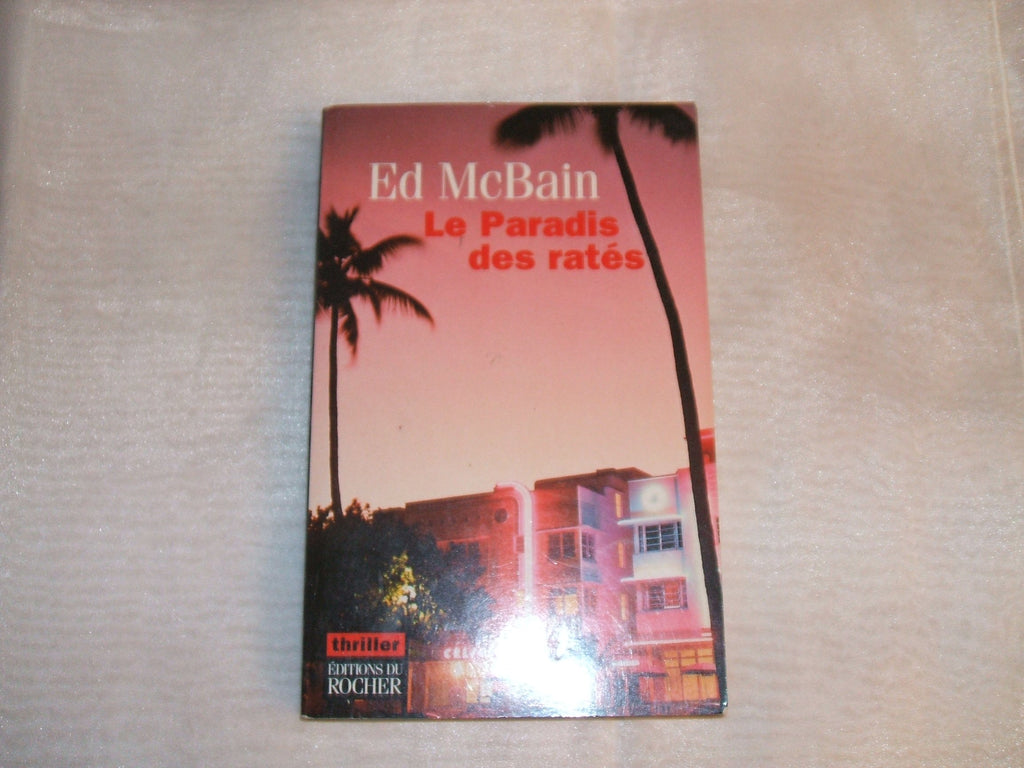 Ed McBain
Le Paradis
des ratés
thriller
ÉDITIONS DU
ROCHER